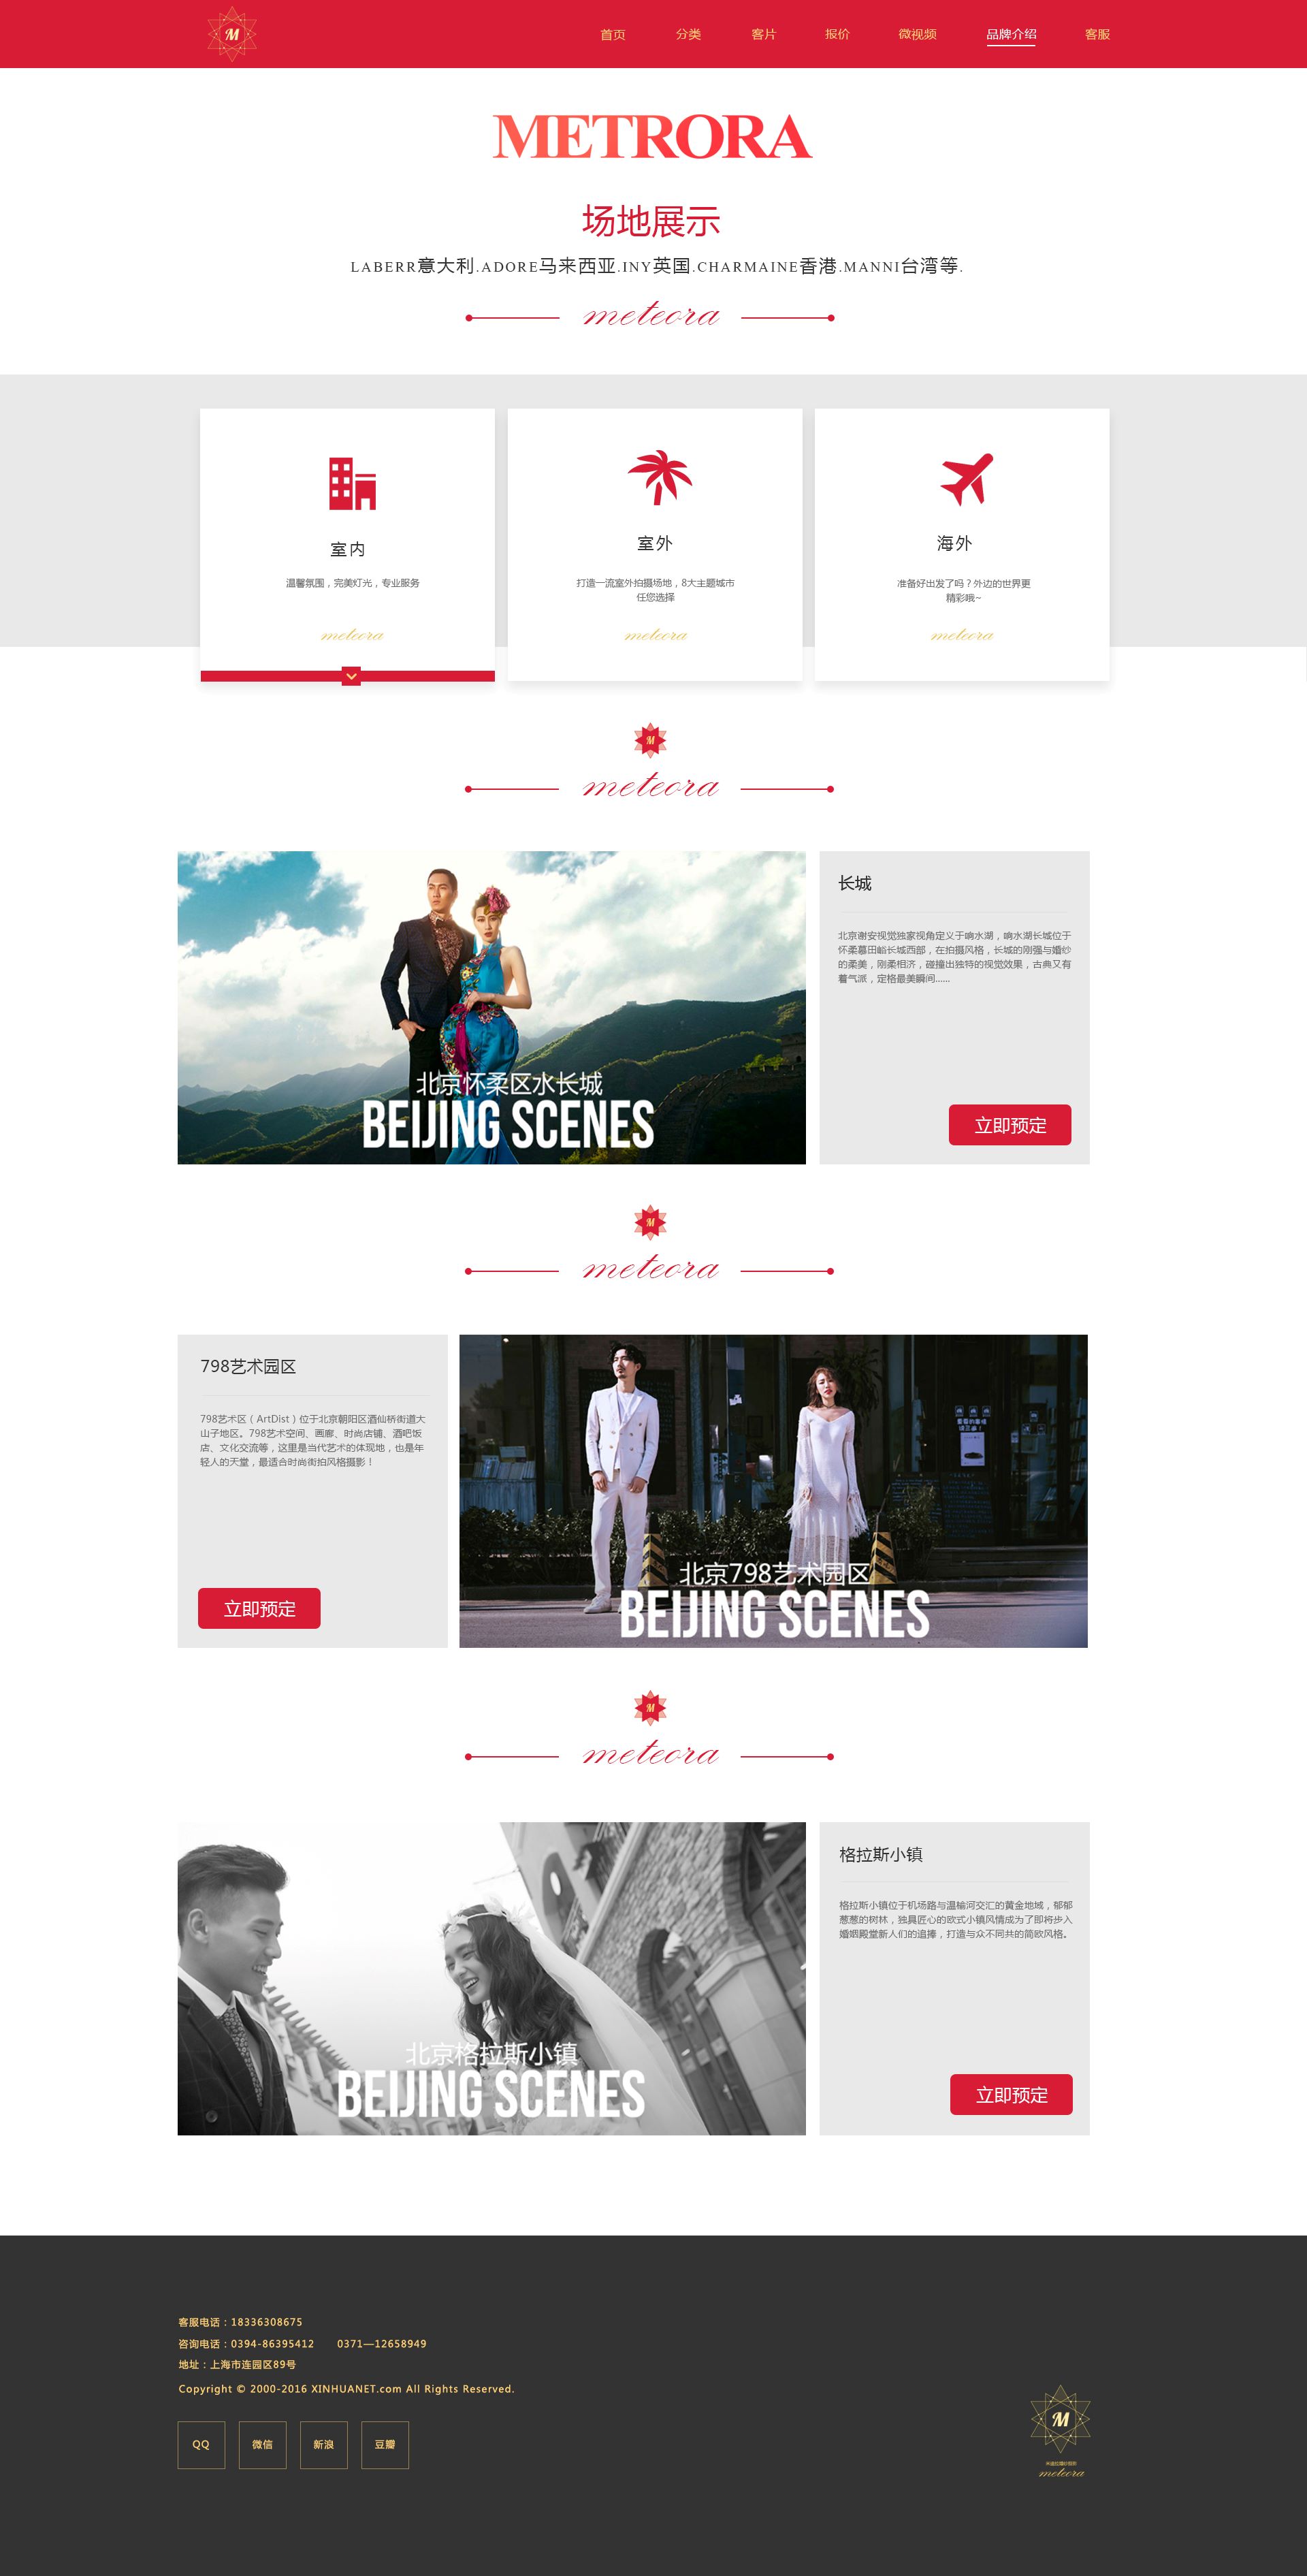 M
首页 分类 客片 报价 微视频 品牌介绍 客服
METRORA
场地展示
LABERR意大利.ADORE马来西亚.INY英国.CHARMAINE香港.MANNI台湾等.
meteora
室内
温馨氛围，完美灯光，专业服务
meteora
室外
打造一流室外拍摄场地，8大主题城市
任您选择
meteora
海外
准备好出发了吗？外边的世界更
精彩哦~
meteora
M
meteora
北京怀柔区水长城
BEIJING SCENES
长城
北京谢安视觉独家视角定义于响水湖，响水湖长城位于
怀柔慕田峪长城西部，在拍摄风格，长城的刚强与婚纱
的柔美，刚柔相济，碰撞出独特的视觉效果，古典又有
着气派，定格最美瞬间......
立即预定
M
meteora
798艺术园区
798艺术区（ArtDist）位于北京朝阳区酒仙桥街道大
山子地区。798艺术空间、画廊、时尚店铺、酒吧饭
店、文化交流等，这里是当代艺术的体现地，也是年
轻人的天堂，最适合时尚街拍风格摄影！
立即预定
北京798艺术园区
BEIJING SCENES
M
meteora
北京格拉斯小镇
BEIJING SCENES
格拉斯小镇
格拉斯小镇位于机场路与温榆河交汇的黄金地域，郁郁
葱葱的树林，独具匠心的欧式小镇风情成为了即将步入
婚姻殿堂新人们的追捧，打造与众不同共的简欧风格。
立即预定
客服电话：18336308675
咨询电话：0394-86395412 0371—12658949
地址：上海市连园区89号
Copyright © 2000-2016 XINHUANET.com All Rights Reserved.
QQ 微信 新浪 豆瓣
M
meteora